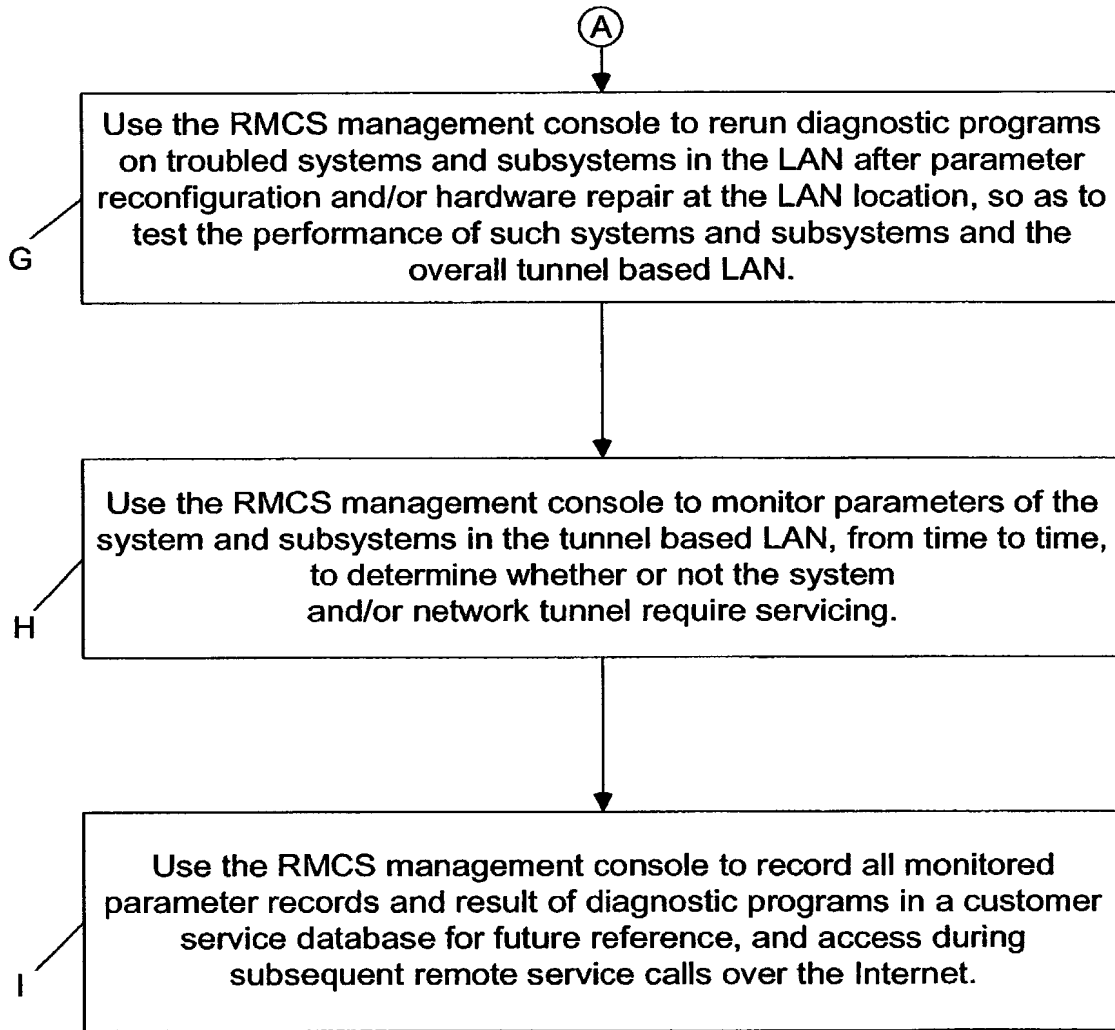 A
Use the RMCS management console to rerun diagnostic programs
on troubled systems and subsystems in the LAN after parameter
reconfiguration and/or hardware repair at the LAN location, so as to
test the performance of such systems and subsystems and the
overall tunnel based LAN.
G
Use the RMCS management console to monitor parameters of the
system and subsystems in the tunnel based LAN, from time to time,
to determine whether or not the system
and/or network tunnel require servicing.
H
Use the RMCS management console to record all monitored
parameter records and result of diagnostic programs in a customer
service database for future reference, and access during
subsequent remote service calls over the Internet.
I